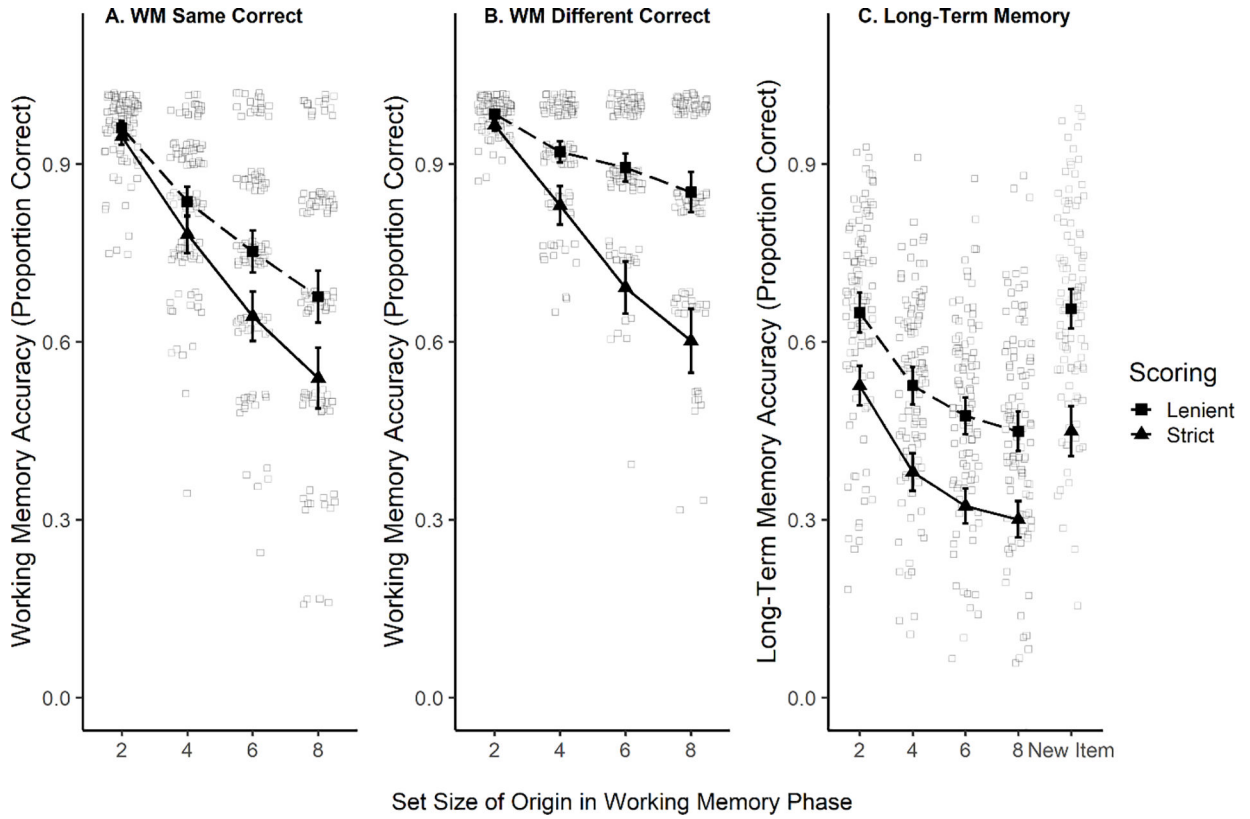 A. WM Same Correct
Working Memory Accuracy (Proportion Correct)
0.9
0.6
0.3
0.0
2 4 6 8
B. WM Different Correct
Working Memory Accuracy (Proportion Correct)
0.9
0.6
0.3
0.0
2 4 6 8
C. Long-Term Memory
Long-Term Memory Accuracy (Proportion Correct)
0.9
0.6
0.3
0.0
2 4 6 8 New Item
Set Size of Origin in Working Memory Phase
Scoring
Lenient
Strict